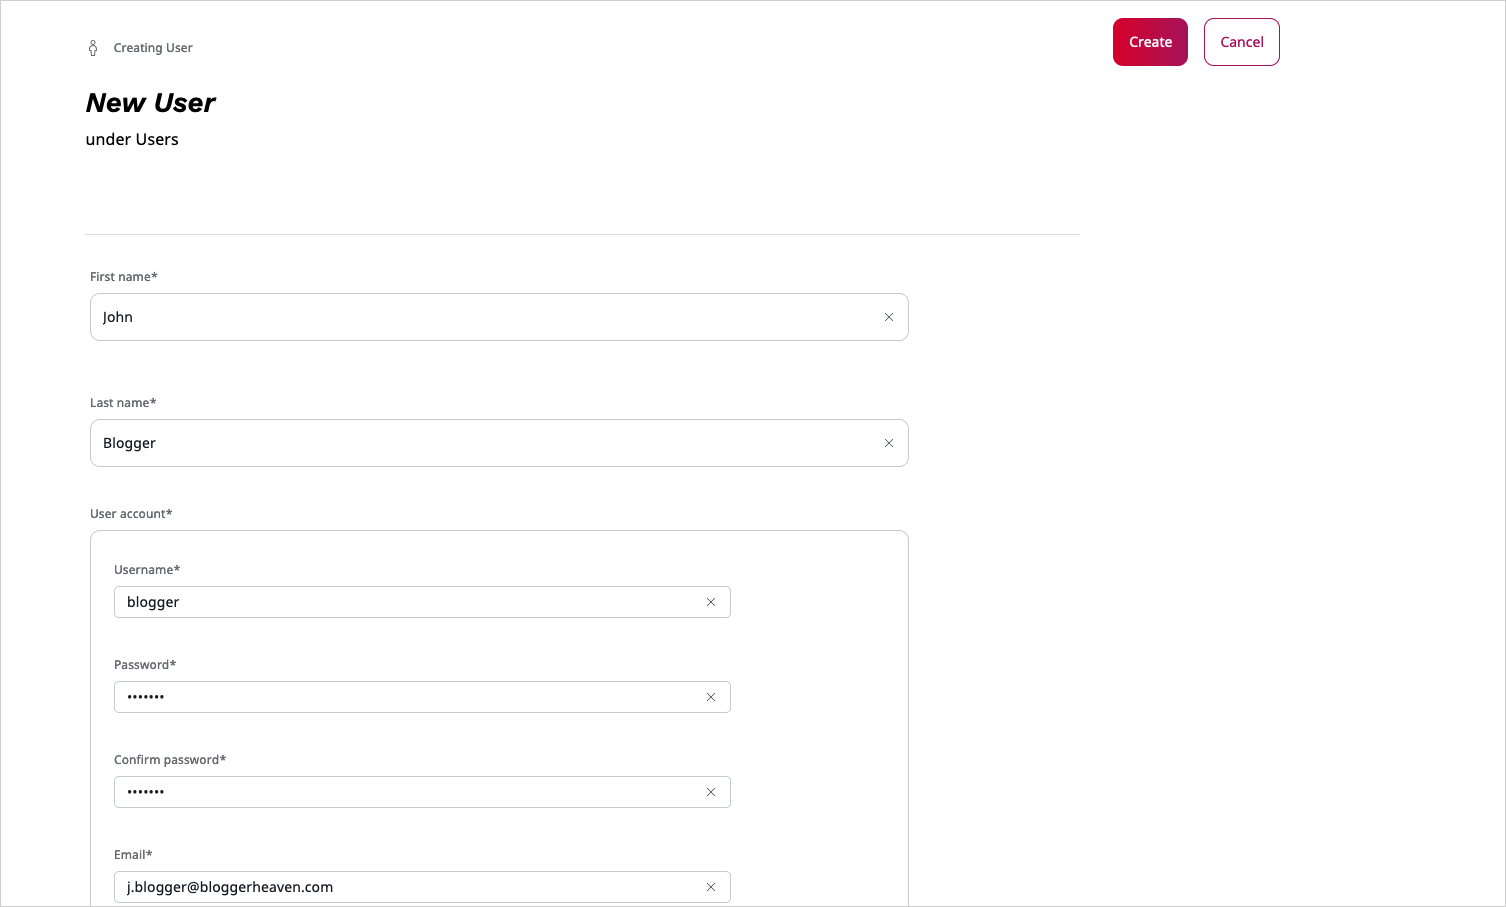 Creating User
Create
Cancel
New User
under Users
First name*
John
Last name*
Blogger
User account*
Username*
blogger
Password*
•••••••
Confirm password*
•••••••
Email*
j.blogger@bloggerheaven.com